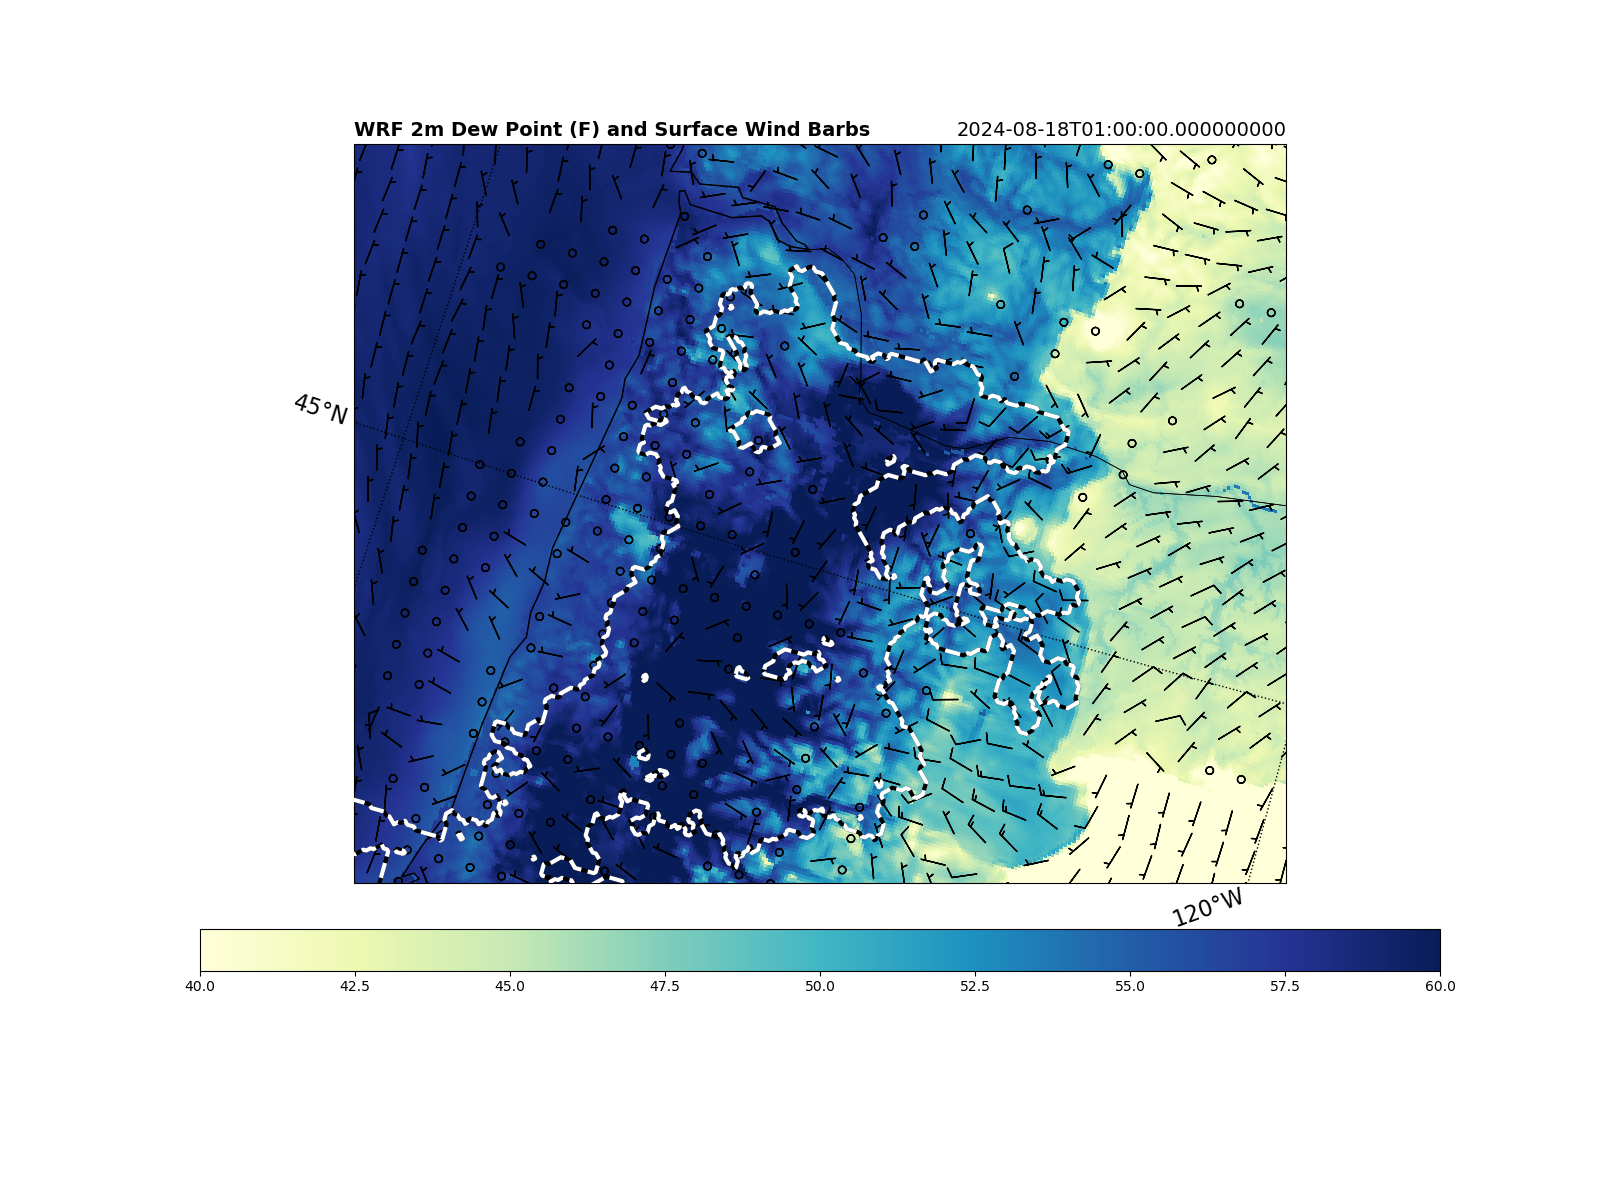 WRF 2m Dew Point (F) and Surface Wind Barbs 2024-08-18T01:00:00.000000000
45°N
120°W
40.0 42.5 45.0 47.5 50.0 52.5 55.0 57.5 60.0